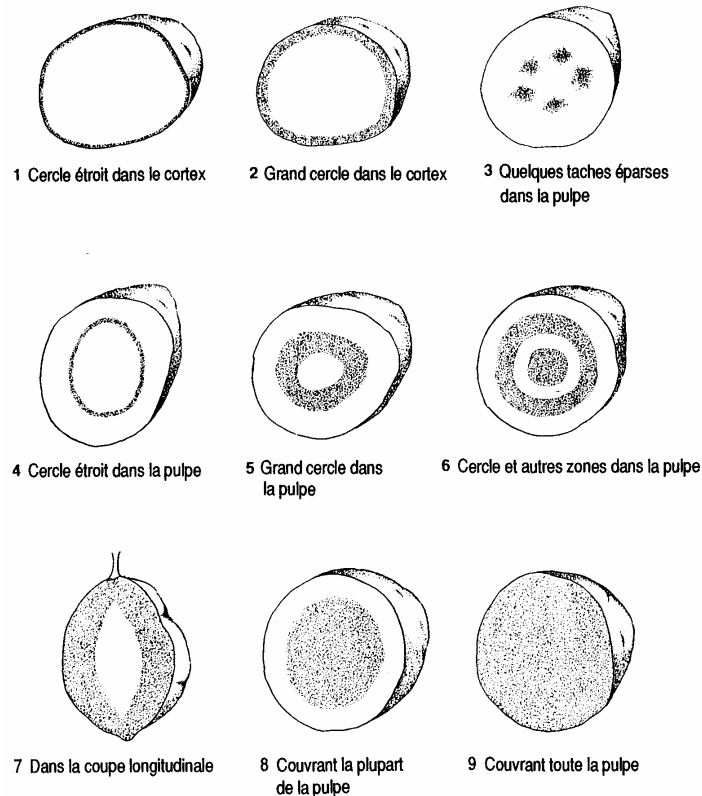 1 Cercle étroit dans le cortex
2 Grand cercle dans le cortex
3 Quelques taches éparses
dans la pulpe
4 Cercle étroit dans la pulpe
5 Grand cercle dans
la pulpe
6 Cercle et autres zones dans la pulpe
7 Dans la coupe longitudinale
8 Couvrant la plupart
de la pulpe
9 Couvrant toute la pulpe